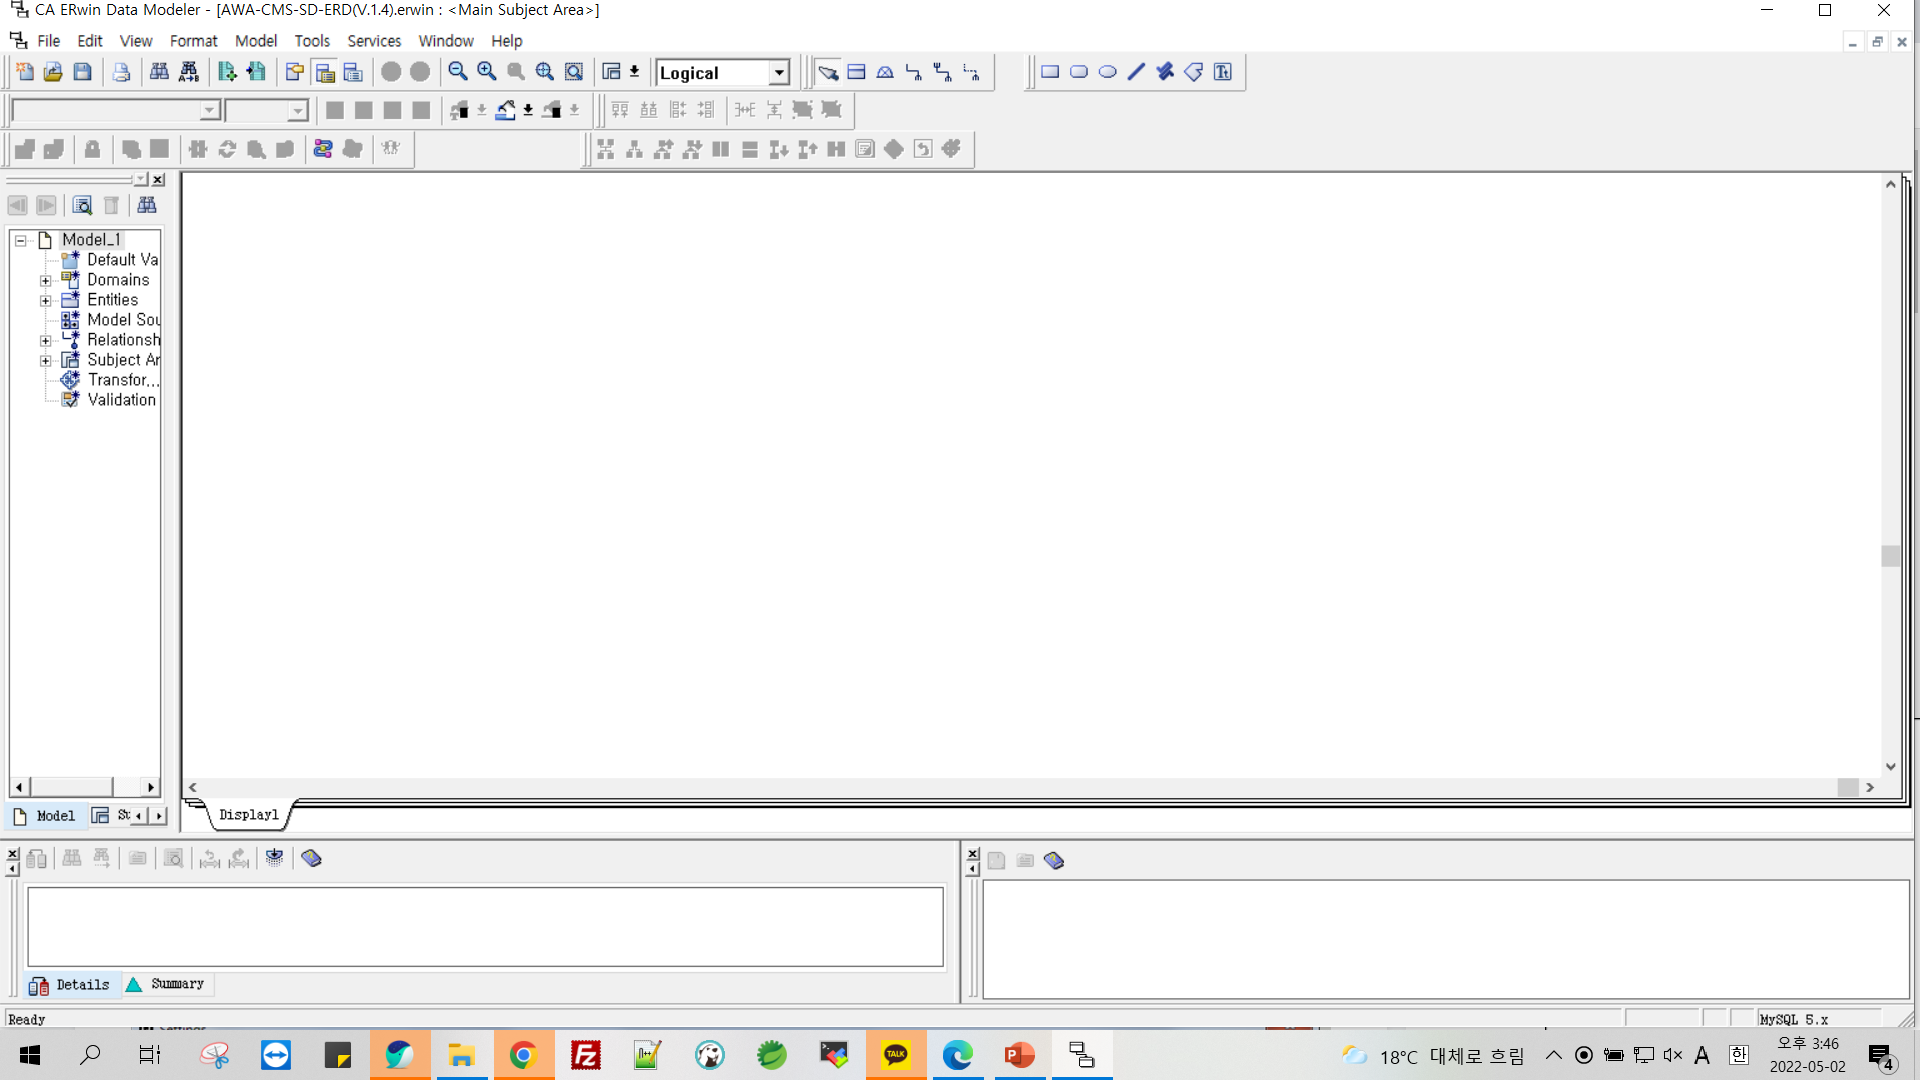 CA ERwin Data Modeler - [AWA-CMS-SD-ERD(V.1.4).erwin : <Main Subject Area>]
File Edit View Format Model Tools Services Window Help
A↔B
Logical
Tt
Model_1
Default Va
Domains
Entities
Model Sou
Relationsh
Subject Ar
Transfor...
Validation
Model
Display1
Details Summary
Ready
MySQL 5.x
TALK
18°C 대체로 흐림
A 한
오후 3:46
2022-05-02
4